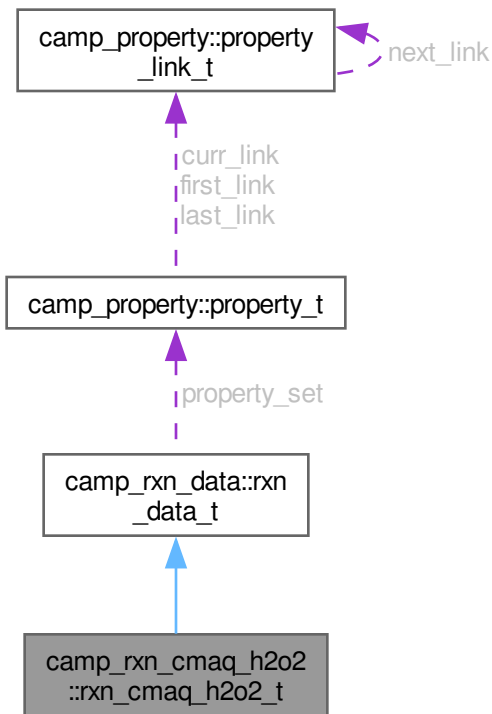 camp_property::property
_link_t
next_link
curr_link
first_link
last_link
camp_property::property_t
property_set
camp_rxn_data::rxn
_data_t
camp_rxn_cmaq_h2o2
::rxn_cmaq_h2o2_t